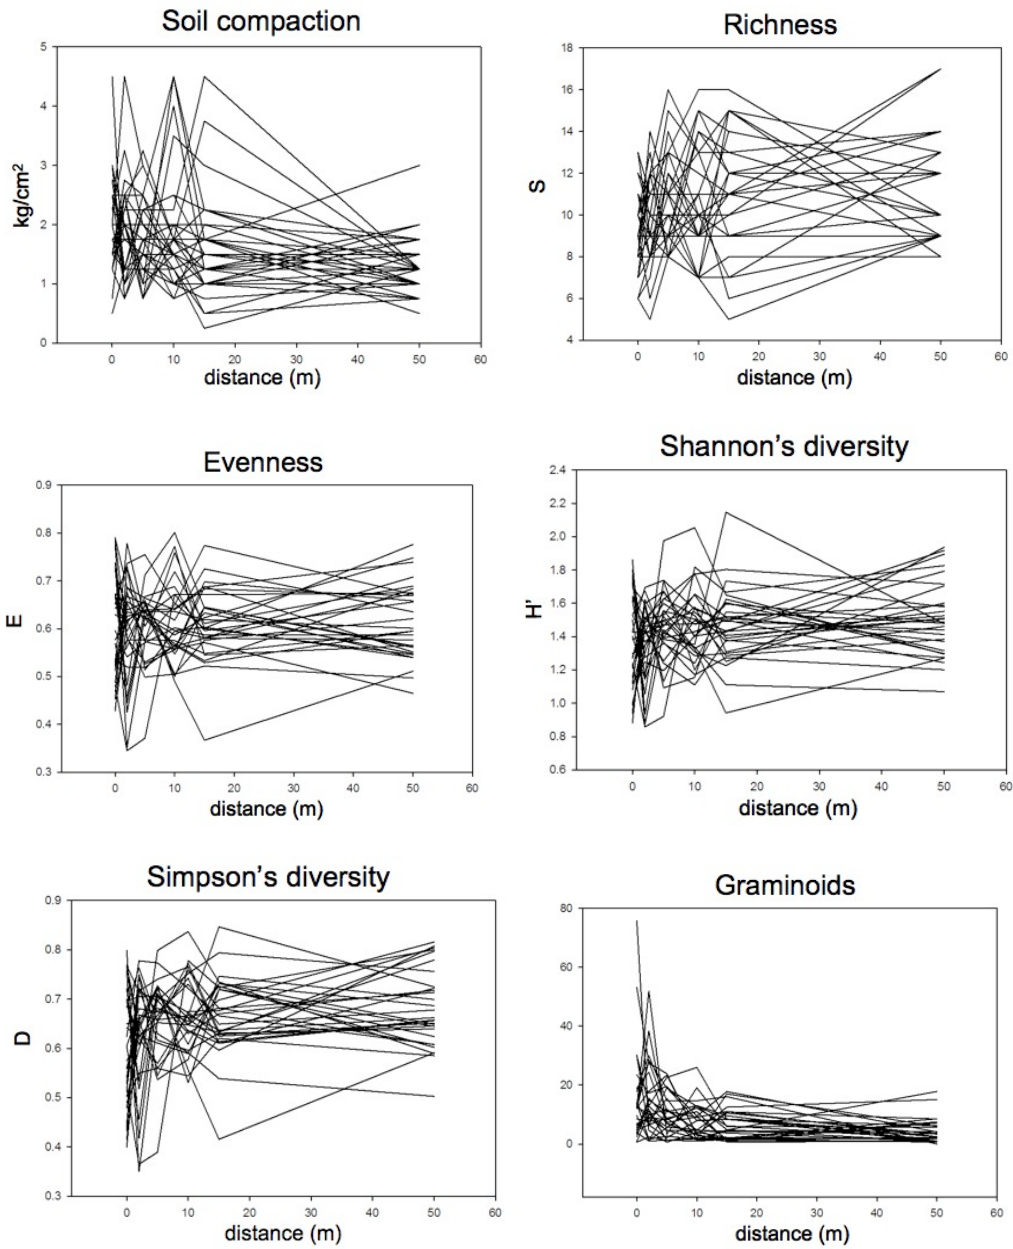 Soil compaction
5
4
3
2
1
0
kg/cm²
0 10 20 30 40 50 60
distance (m)
Richness
18
16
14
12
10
8
6
4
S
0 10 20 30 40 50 60
distance (m)
Evenness
0.9
0.8
0.7
0.6
0.5
0.4
0.3
E
0 10 20 30 40 50 60
distance (m)
Shannon’s diversity
2.4
2.2
2.0
1.8
1.6
1.4
1.2
1.0
0.8
0.6
H’
0 10 20 30 40 50 60
distance (m)
Simpson’s diversity
0.9
0.8
0.7
0.6
0.5
0.4
0.3
D
0 10 20 30 40 50 60
distance (m)
Graminoids
80
60
40
20
0
0 10 20 30 40 50 60
distance (m)